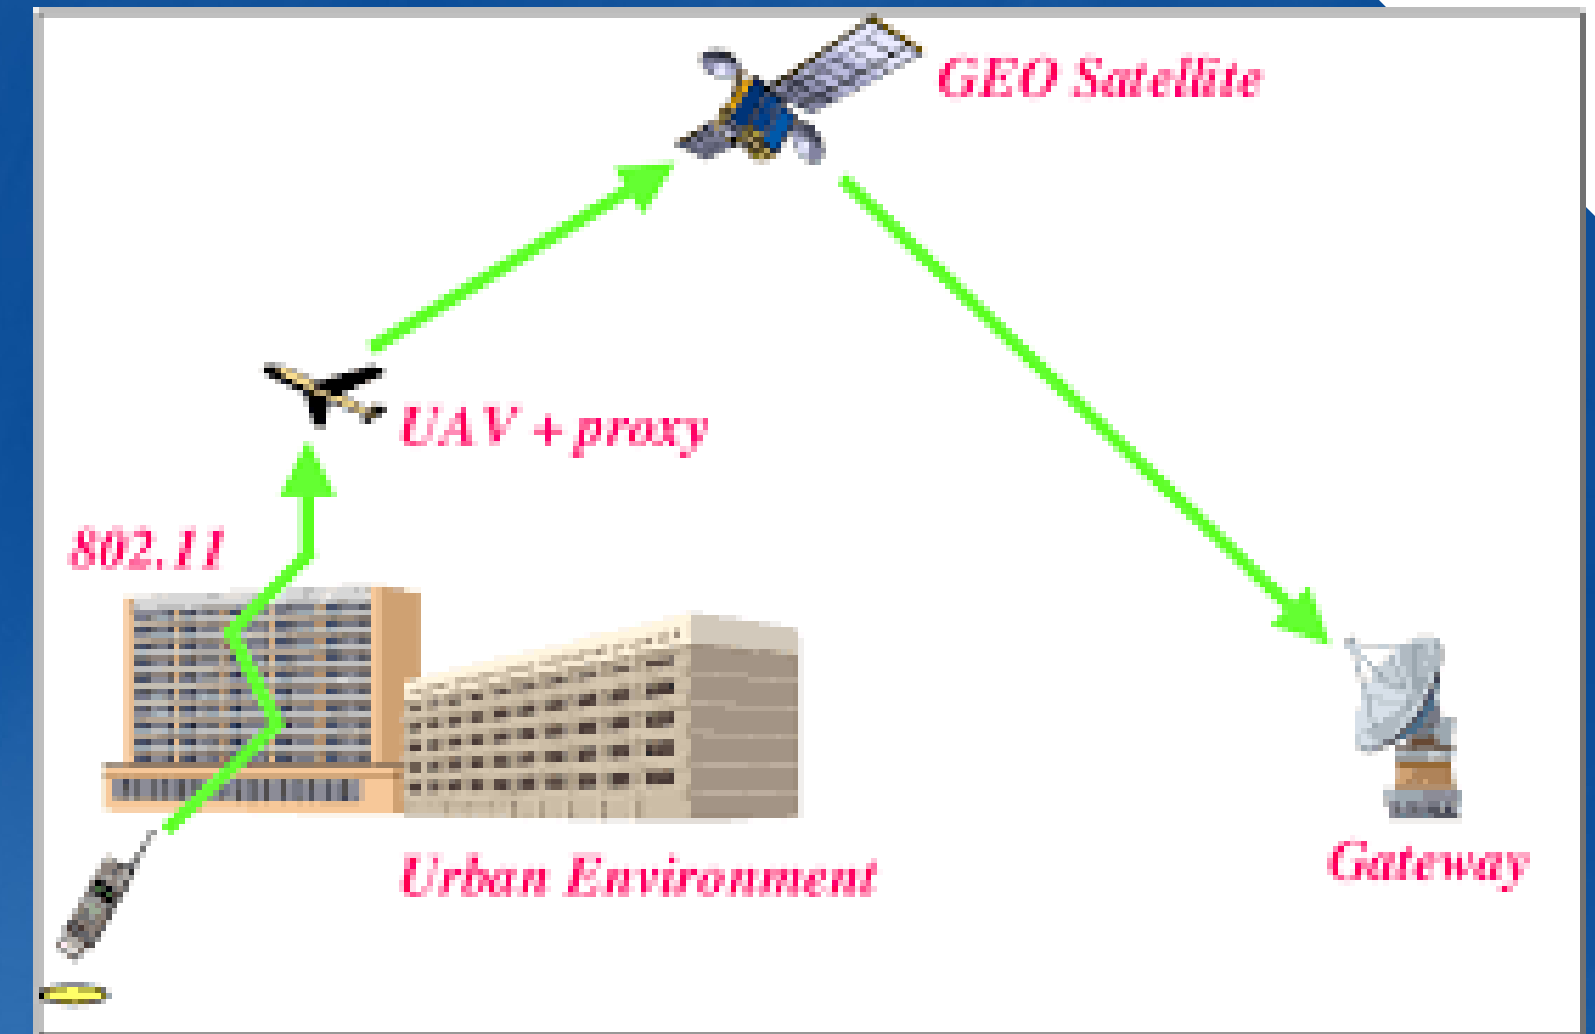 GEO Satellite
UAV + proxy
802.11
Urban Environment
Gateway